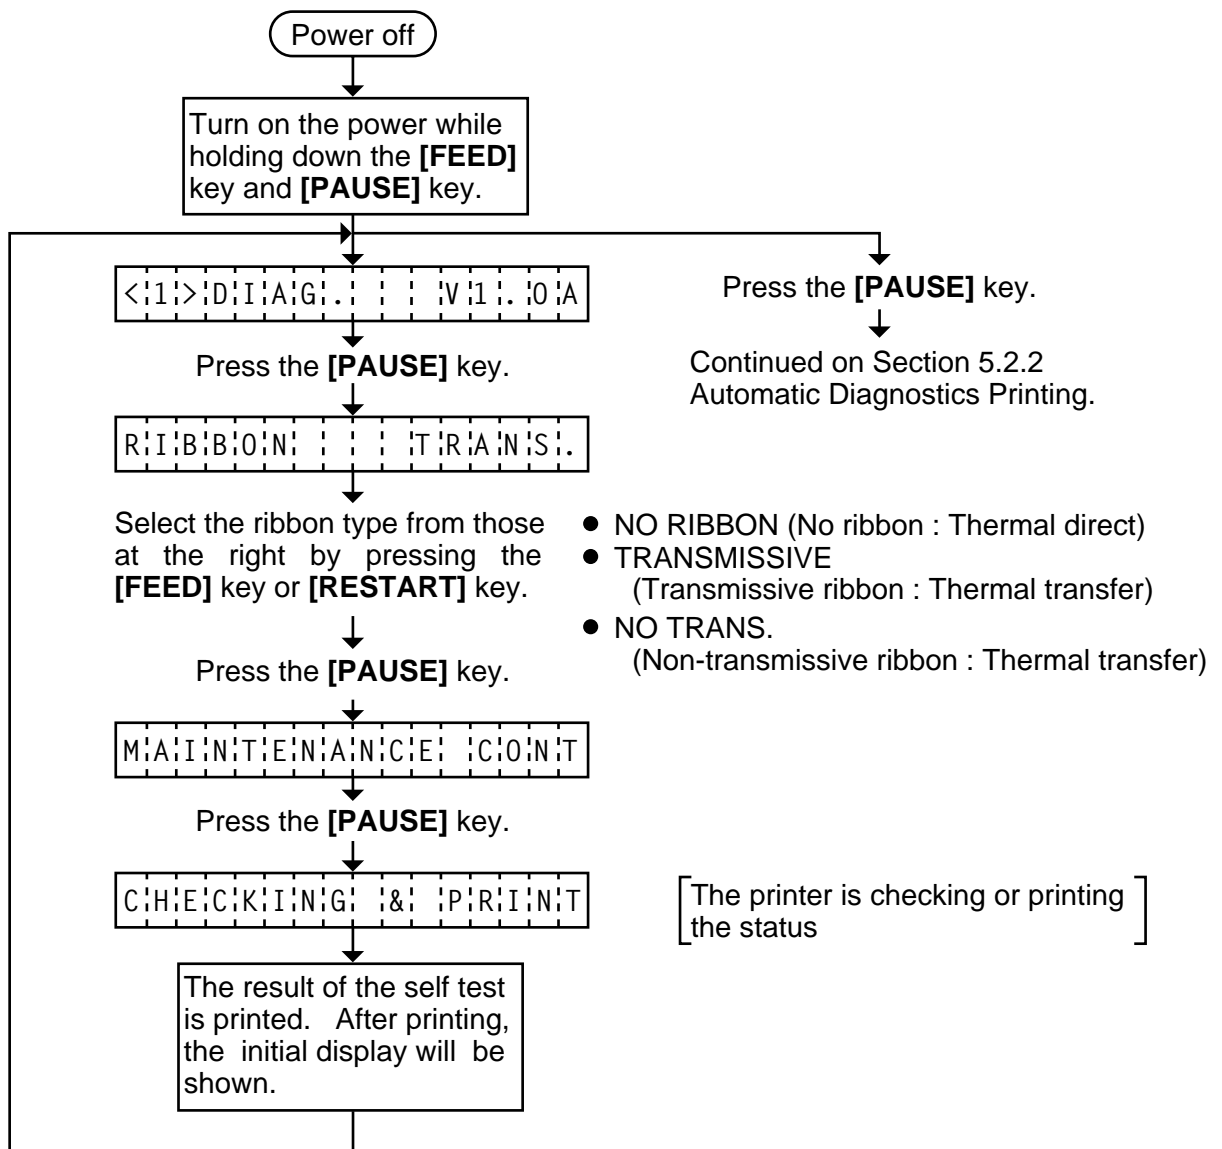 Power off
Turn on the power while
holding down the [FEED]
key and [PAUSE] key.
<1>DIAG.   V1.0A
Press the [PAUSE] key.
Press the [PAUSE] key.
Continued on Section 5.2.2
Automatic Diagnostics Printing.
RIBBON    TRANS.
Select the ribbon type from those
at the right by pressing the
[FEED] key or [RESTART] key.
● NO RIBBON (No ribbon : Thermal direct)
● TRANSMISSIVE
(Transmissive ribbon : Thermal transfer)
● NO TRANS.
(Non-transmissive ribbon : Thermal transfer)
Press the [PAUSE] key.
MAINTENANCE CONT
Press the [PAUSE] key.
CHECKING & PRINT
[The printer is checking or printing
the status]
The result of the self test
is printed. After printing,
the initial display will be
shown.